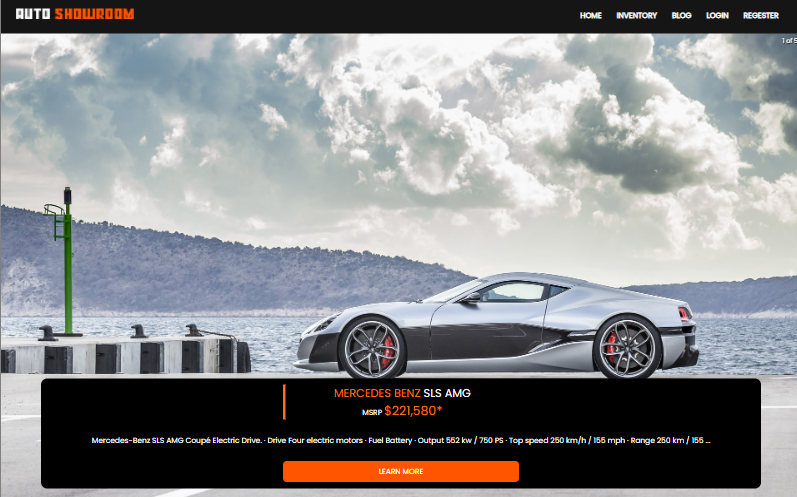 AUTO SHOWROOM
HOME INVENTORY BLOG LOGIN REGESTER
1 of 5
MERCEDES BENZ SLS AMG
MSRP $221,580*
Mercedes-Benz SLS AMG Coupé Electric Drive. · Drive Four electric motors · Fuel Battery · Output 552 kw / 750 PS · Top speed 250 km/h / 155 mph · Range 250 km / 155 ...
LEARN MORE